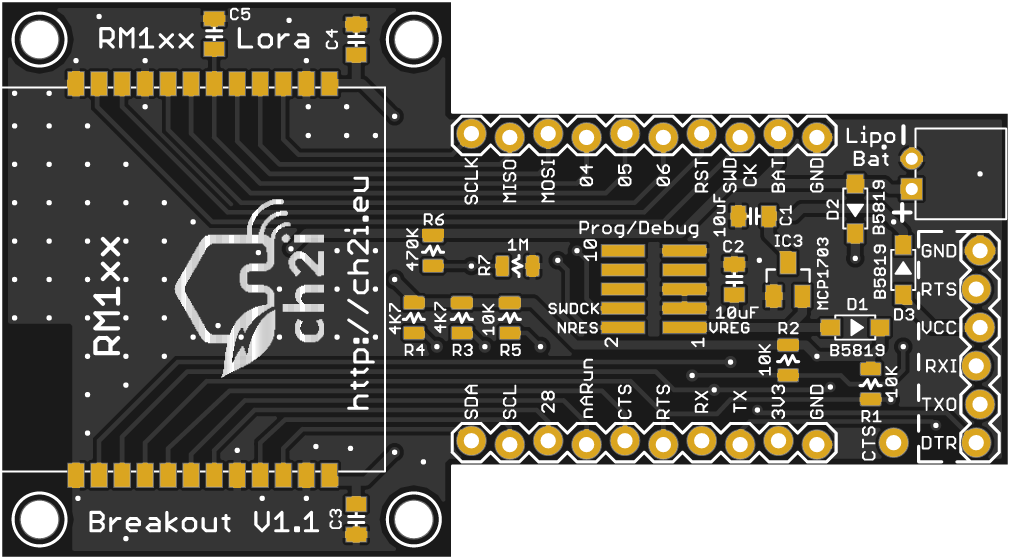 RM1xx Lora
C5
C4
SCLK
MISO
MOSI
04
05
06
RST
SWD
CK
BAT
GND
Lipo
Bat
+
RM1xx
ch2i
http://ch2i.eu
R6
470K
R7
1M
4K7
R4
4K7
R3
10K
R5
Prog/Debug
10
SWDCK
NRES
2
1
VREG
10uF
C1
C2
10uF
IC3
MCP1703
D2
B5819
B5819
D3
D1
B5819
R2
10K
10K
R1
GND
RTS
VCC
RXI
TXO
DTR
SDA
SCL
28
nARun
CTS
RTS
RX
TX
3V3
GND
CTS
Breakout V1.1
C3